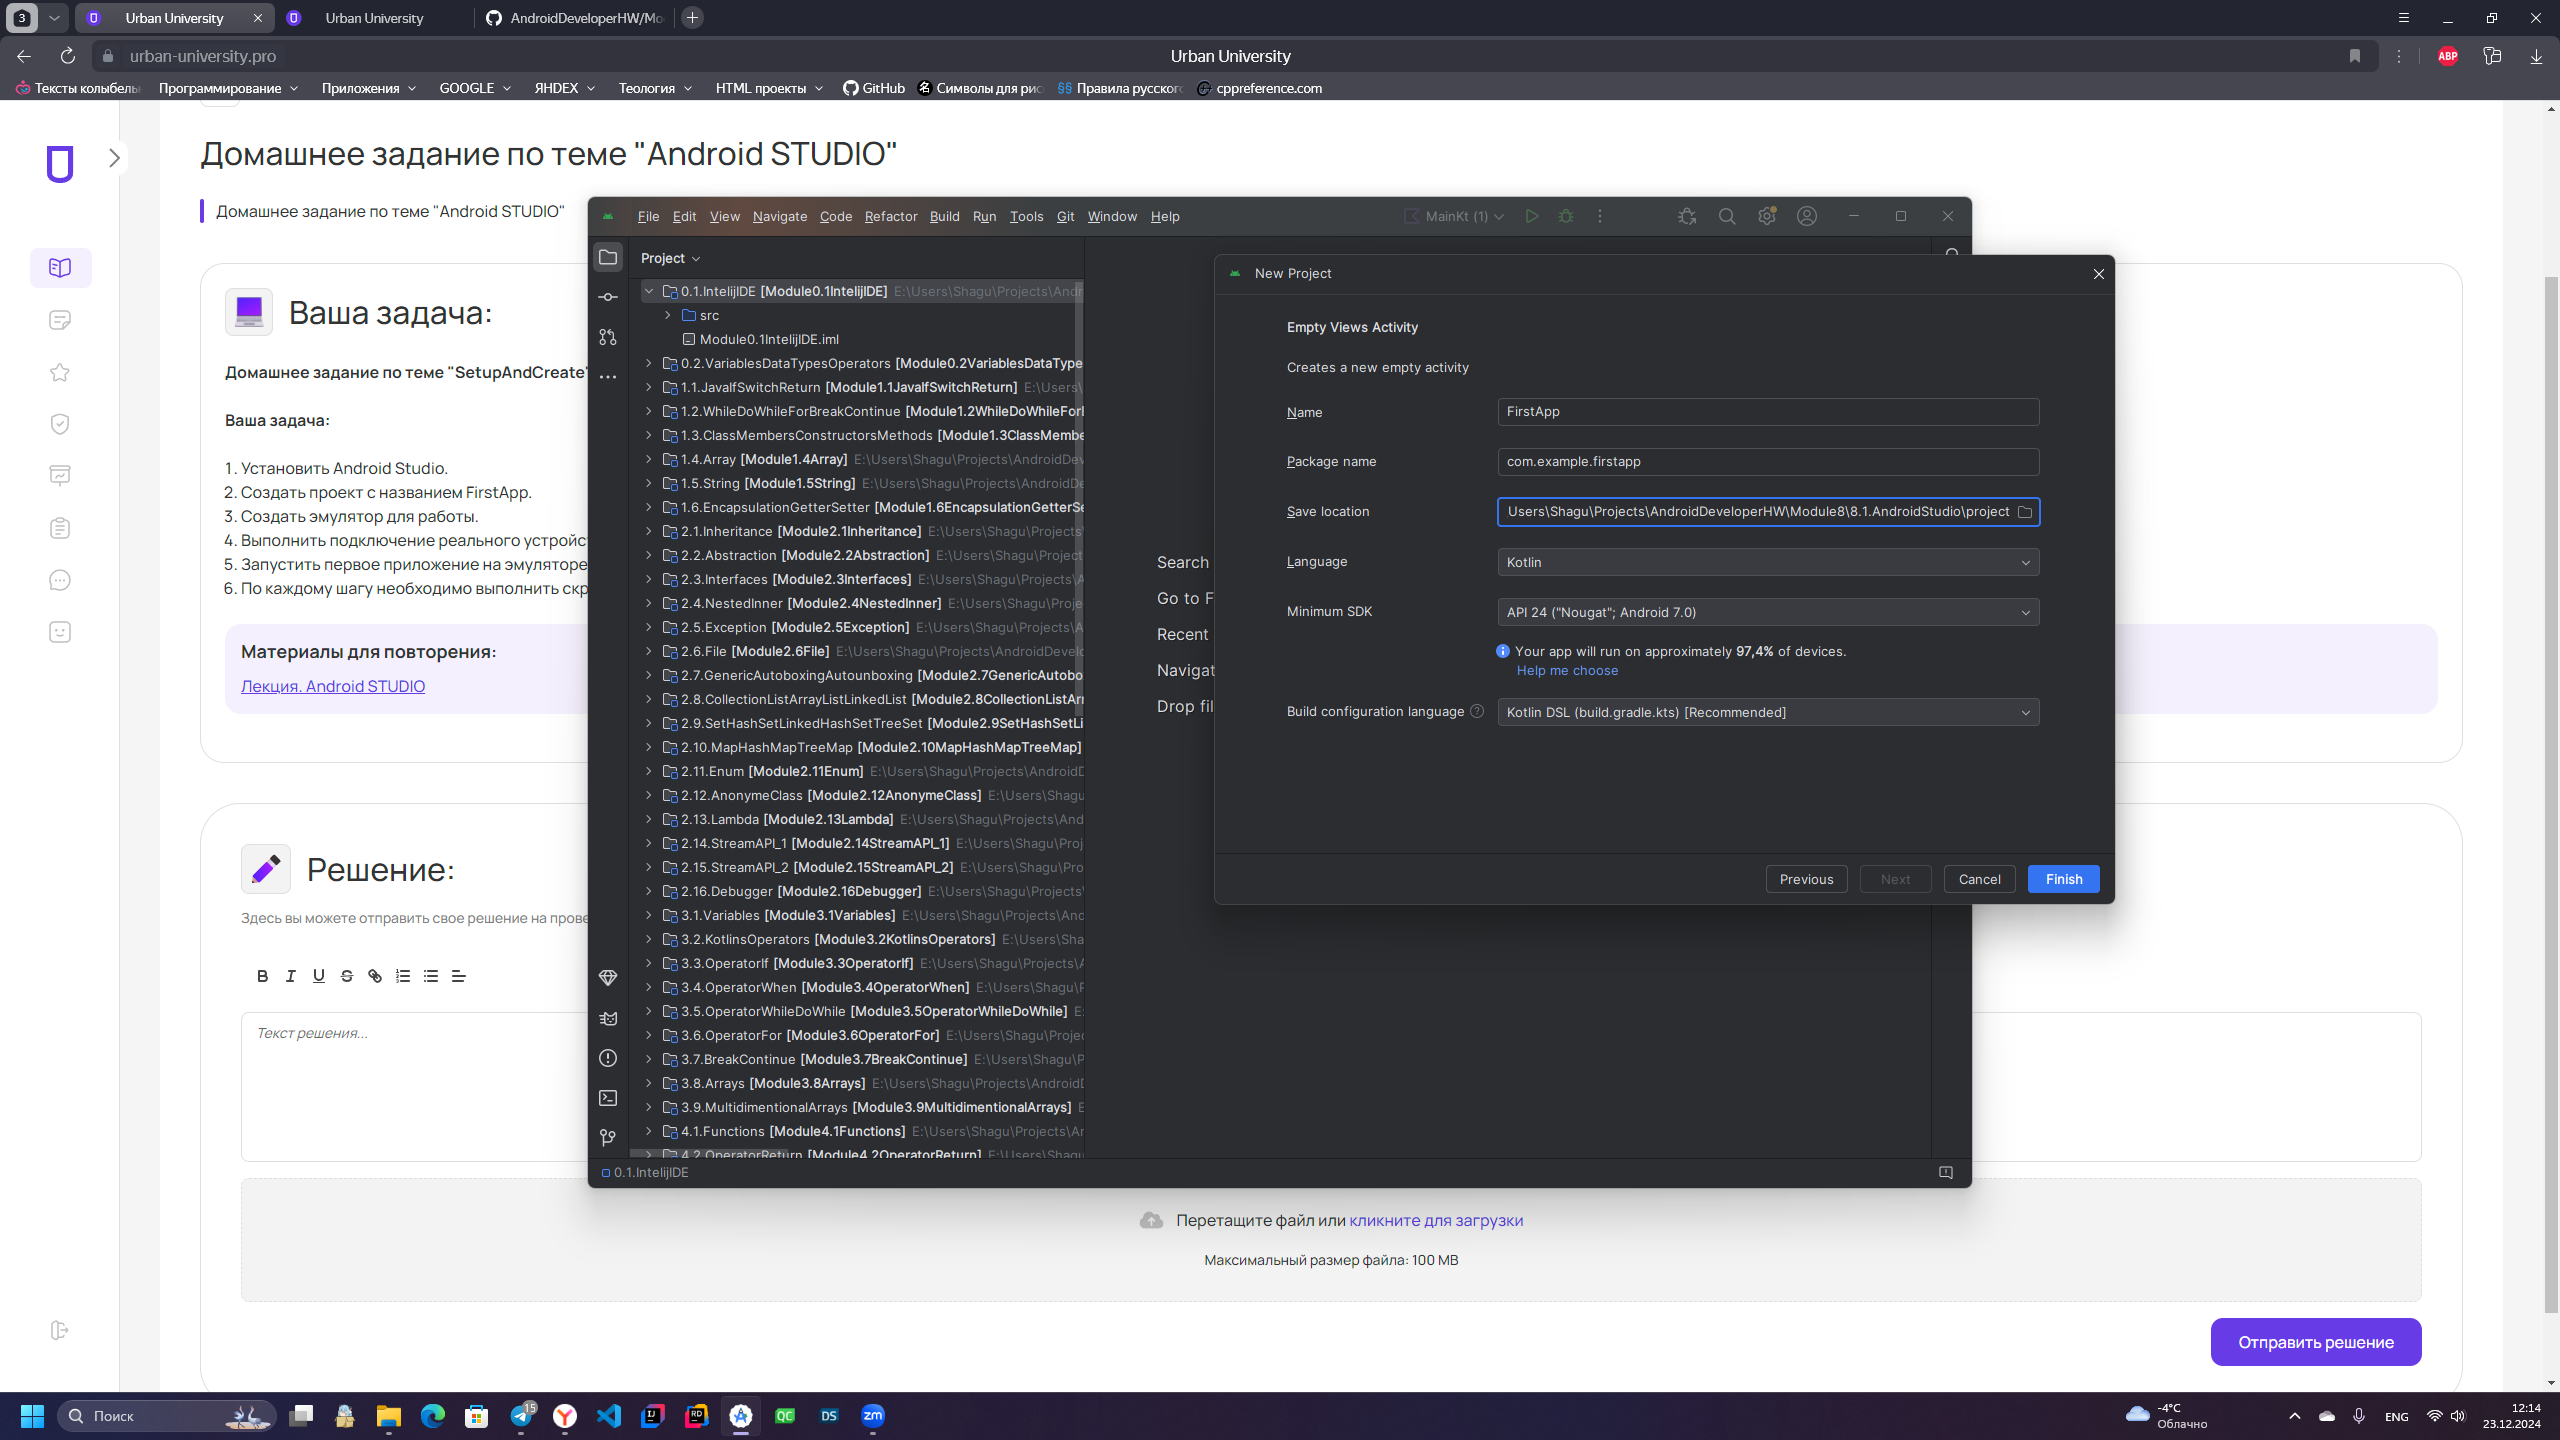 3
Urban University
Urban University
AndroidDeveloperHW/Mo
urban-university.pro
Urban University
ABP
Тексты колыбель
Программирование
Приложения
GOOGLE
ЯНDEX
Теология
HTML проекты
GitHub
Символы для рис
§§ Правила русског
cppreference.com
Домашнее задание по теме "Android STUDIO"
Домашнее задание по теме "Android STUDIO"
Ваша задача:
Домашнее задание по теме "SetupAndCreate"
Ваша задача:
1. Установить Android Studio.
2. Создать проект с названием FirstApp.
3. Создать эмулятор для работы.
4. Выполнить подключение реального устройст
5. Запустить первое приложение на эмуляторе
6. По каждому шагу необходимо выполнить скр
Материалы для повторения:
Лекция. Android STUDIO
Решение:
Здесь вы можете отправить свое решение на прове
Текст решения...
Перетащите файл или кликните для загрузки
Максимальный размер файла: 100 MB
Отправить решение
File Edit View Navigate Code Refactor Build Run Tools Git Window Help
MainKt (1)
Project
0.1.IntelijIDE [Module0.1IntelijIDE] E:\Users\Shagu\Projects\Andr
src
Module0.1IntelijIDE.iml
0.2.VariablesDataTypesOperators [Module0.2VariablesDataType
1.1.JavaIfSwitchReturn [Module1.1JavaIfSwitchReturn] E:\Users\
1.2.WhileDoWhileForBreakContinue [Module1.2WhileDoWhileForl
1.3.ClassMembersConstructorsMethods [Module1.3ClassMembe
1.4.Array [Module1.4Array] E:\Users\Shagu\Projects\AndroidDev
1.5.String [Module1.5String] E:\Users\Shagu\Projects\AndroidDe
1.6.EncapsulationGetterSetter [Module1.6EncapsulationGetterSe
2.1.Inheritance [Module2.1Inheritance] E:\Users\Shagu\Projects\
2.2.Abstraction [Module2.2Abstraction] E:\Users\Shagu\Project
2.3.Interfaces [Module2.3Interfaces] E:\Users\Shagu\Projects\A
2.4.NestedInner [Module2.4NestedInner] E:\Users\Shagu\Proje
2.5.Exception [Module2.5Exception] E:\Users\Shagu\Projects\A
2.6.File [Module2.6File] E:\Users\Shagu\Projects\AndroidDevel
2.7.GenericAutoboxingAutounboxing [Module2.7GenericAutobo
2.8.CollectionListArrayListLinkedList [Module2.8CollectionListArr
2.9.SetHashSetLinkedHashSetTreeSet [Module2.9SetHashSetLi
2.10.MapHashMapTreeMap [Module2.10MapHashMapTreeMap]
2.11.Enum [Module2.11Enum] E:\Users\Shagu\Projects\AndroidD
2.12.AnonymeClass [Module2.12AnonymeClass] E:\Users\Shagu
2.13.Lambda [Module2.13Lambda] E:\Users\Shagu\Projects\And
2.14.StreamAPI_1 [Module2.14StreamAPI_1] E:\Users\Shagu\Proj
2.15.StreamAPI_2 [Module2.15StreamAPI_2] E:\Users\Shagu\Pro
2.16.Debugger [Module2.16Debugger] E:\Users\Shagu\Projects\
3.1.Variables [Module3.1Variables] E:\Users\Shagu\Projects\And
3.2.KotlinsOperators [Module3.2KotlinsOperators] E:\Users\Sha
3.3.OperatorIf [Module3.3OperatorIf] E:\Users\Shagu\Projects\A
3.4.OperatorWhen [Module3.4OperatorWhen] E:\Users\Shagu\P
3.5.OperatorWhileDoWhile [Module3.5OperatorWhileDoWhile] E:
3.6.OperatorFor [Module3.6OperatorFor] E:\Users\Shagu\Projec
3.7.BreakContinue [Module3.7BreakContinue] E:\Users\Shagu\P
3.8.Arrays [Module3.8Arrays] E:\Users\Shagu\Projects\AndroidD
3.9.MultidimentionalArrays [Module3.9MultidimentionalArrays] E
4.1.Functions [Module4.1Functions] E:\Users\Shagu\Projects\Ar
4.2.OperatorReturn [Module4.2OperatorReturn] E:\Users\Shagu
0.1.IntelijIDE
Search
Go to F
Recent
Navigat
Drop fil
New Project
Empty Views Activity
Creates a new empty activity
Name FirstApp
Package name com.example.firstapp
Save location Users\Shagu\Projects\AndroidDeveloperHW\Module8\8.1.AndroidStudio\project
Language Kotlin
Minimum SDK API 24 ("Nougat"; Android 7.0)
Your app will run on approximately 97,4% of devices.
Help me choose
Build configuration language Kotlin DSL (build.gradle.kts) [Recommended]
Previous Next Cancel Finish
Поиск
15
QC
DS
zm
-4°C
Облачно
ENG
12:14
23.12.2024